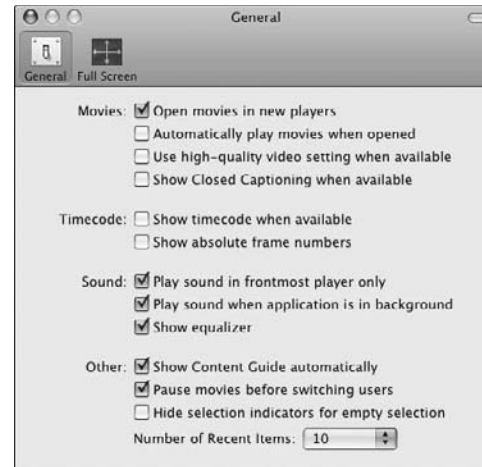 General
General Full Screen
Movies: Open movies in new players
Automatically play movies when opened
Use high-quality video setting when available
Show Closed Captioning when available
Timecode: Show timecode when available
Show absolute frame numbers
Sound: Play sound in frontmost player only
Play sound when application is in background
Show equalizer
Other: Show Content Guide automatically
Pause movies before switching users
Hide selection indicators for empty selection
Number of Recent Items: 10